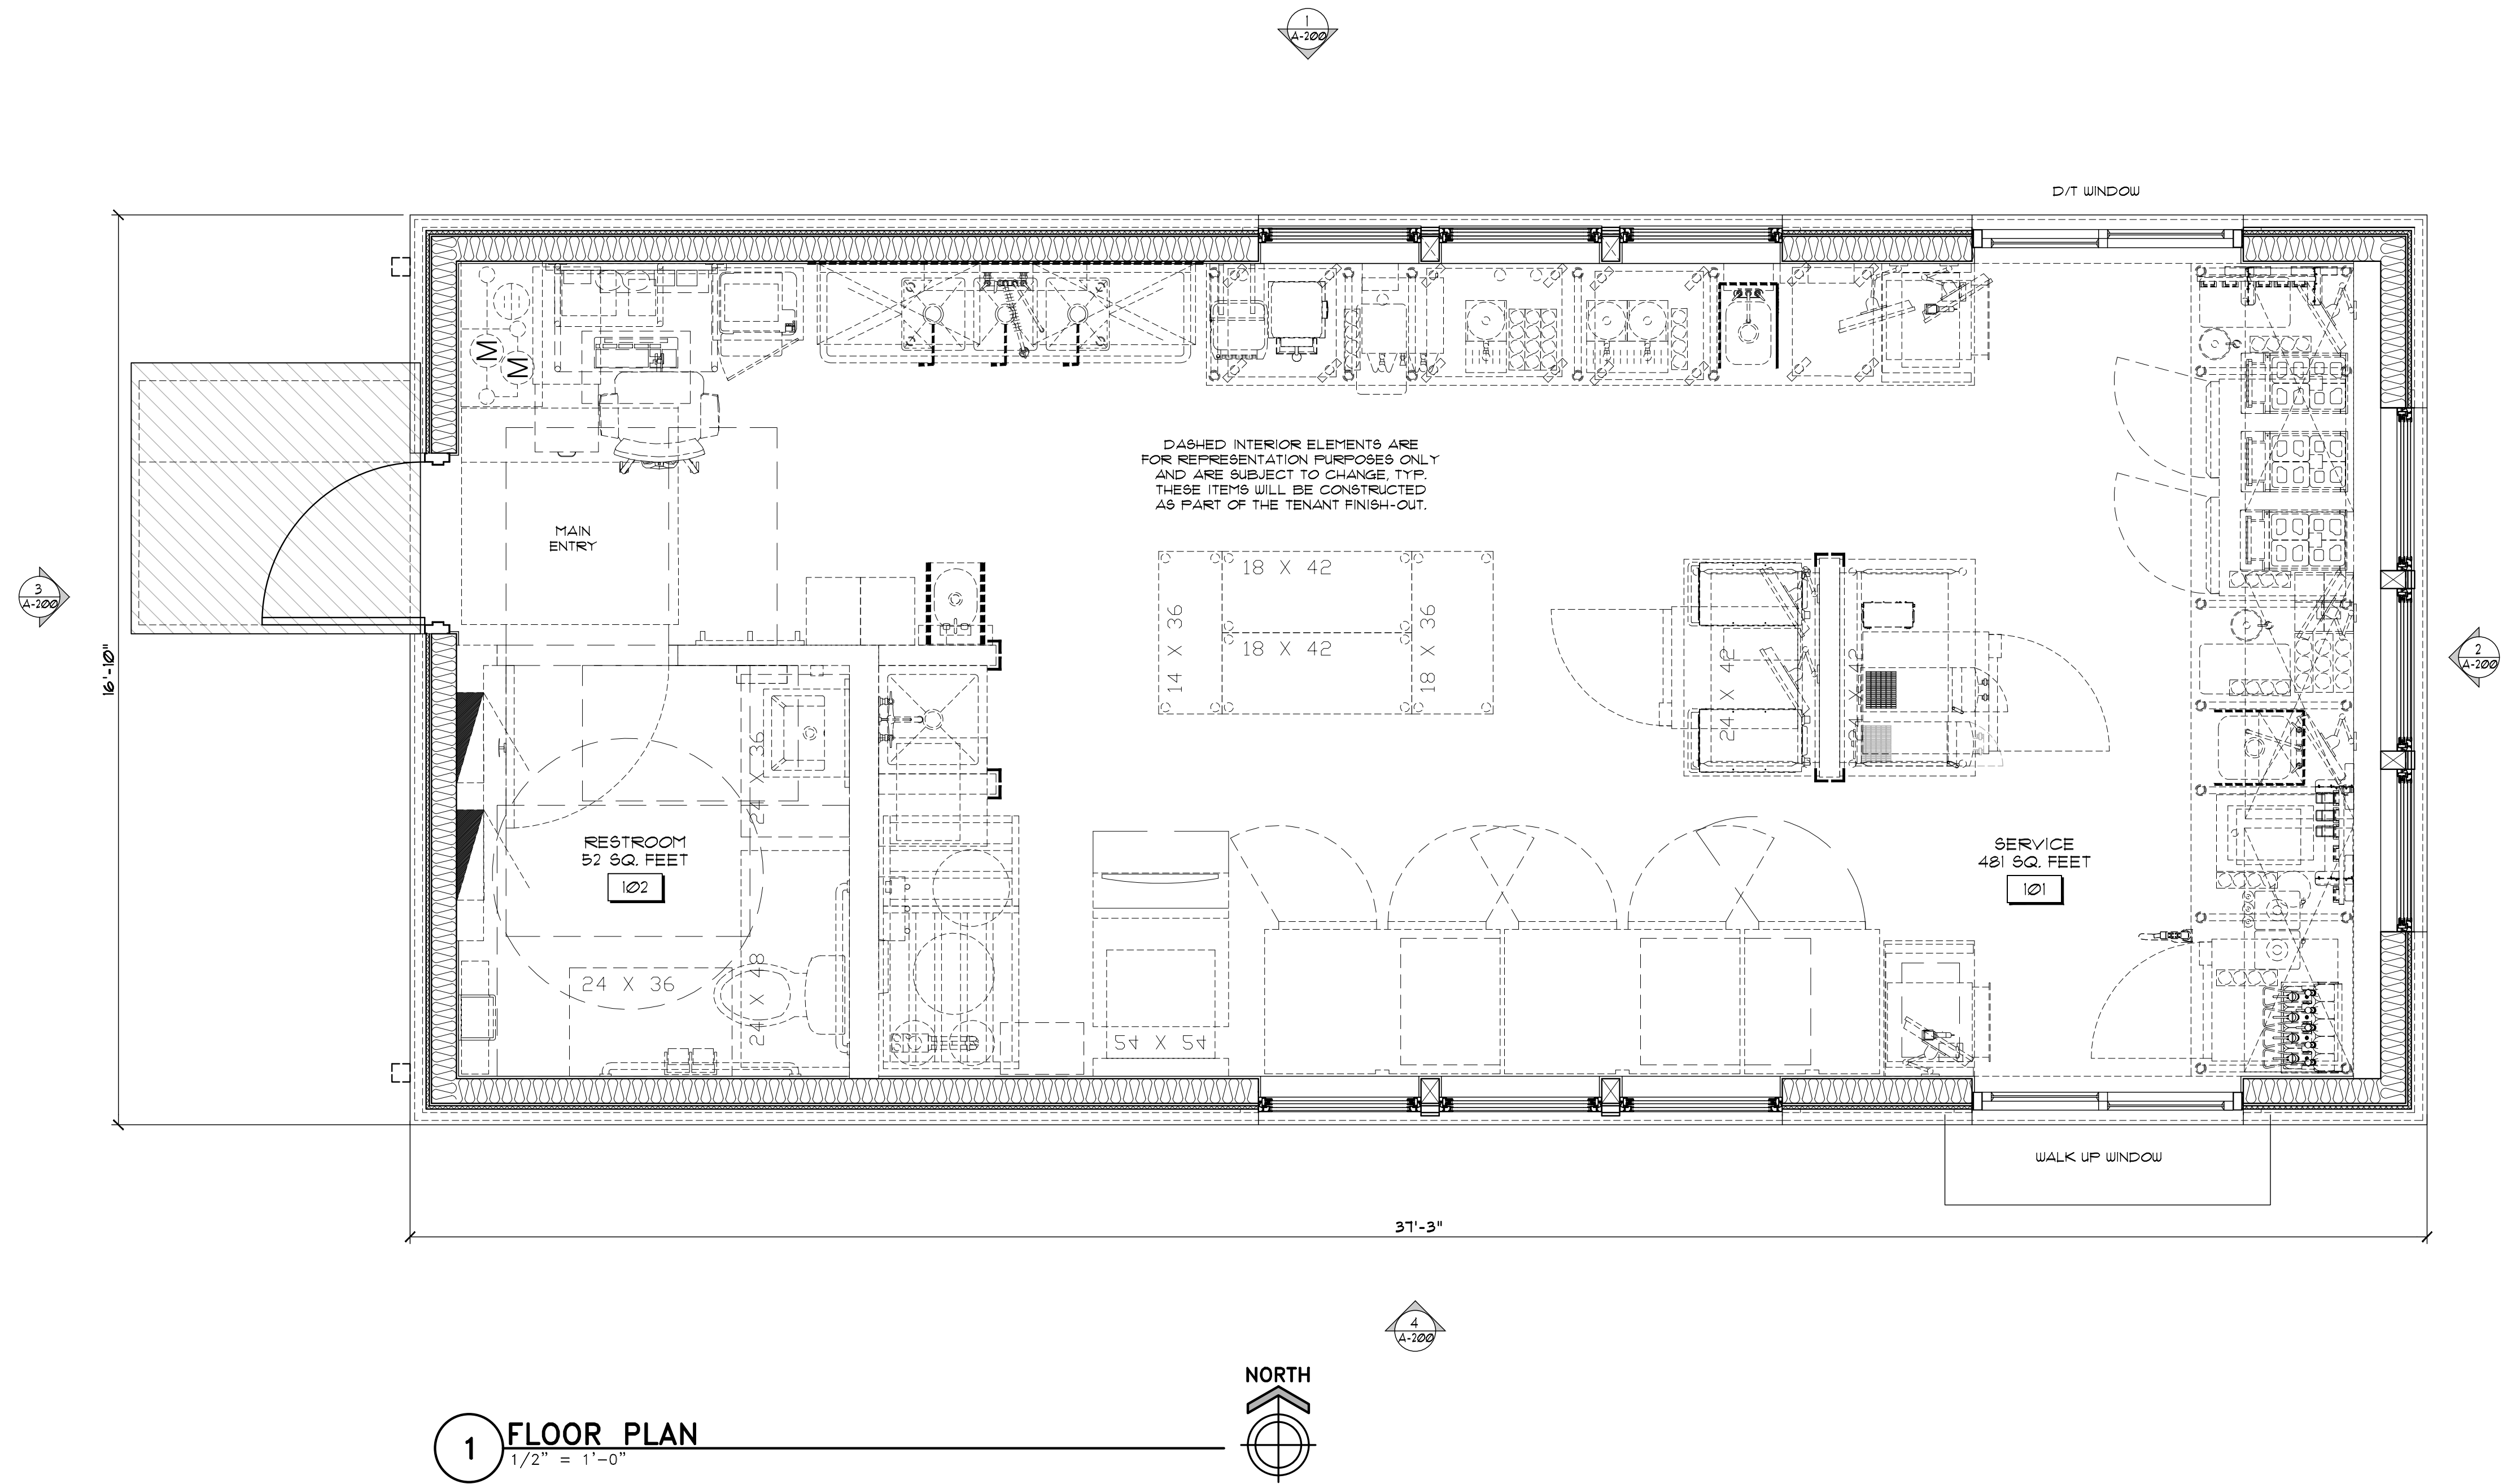 1
A-200
D/T WINDOW
M
M
DASHED INTERIOR ELEMENTS ARE
FOR REPRESENTATION PURPOSES ONLY
AND ARE SUBJECT TO CHANGE, TYP.
THESE ITEMS WILL BE CONSTRUCTED
AS PART OF THE TENANT FINISH-OUT.
MAIN
ENTRY
3
A-200
16'-10"
18 X 42
18 X 42
14 X 36
18 X 36
24 X 42
24 X 42
2
A-200
24 X 36
RESTROOM
52 SQ. FEET
102
SERVICE
481 SQ. FEET
101
24 X 36
24 X 48
54 X 54
WALK UP WINDOW
37'-3"
4
A-200
NORTH
1
FLOOR PLAN
1/2" = 1'-0"